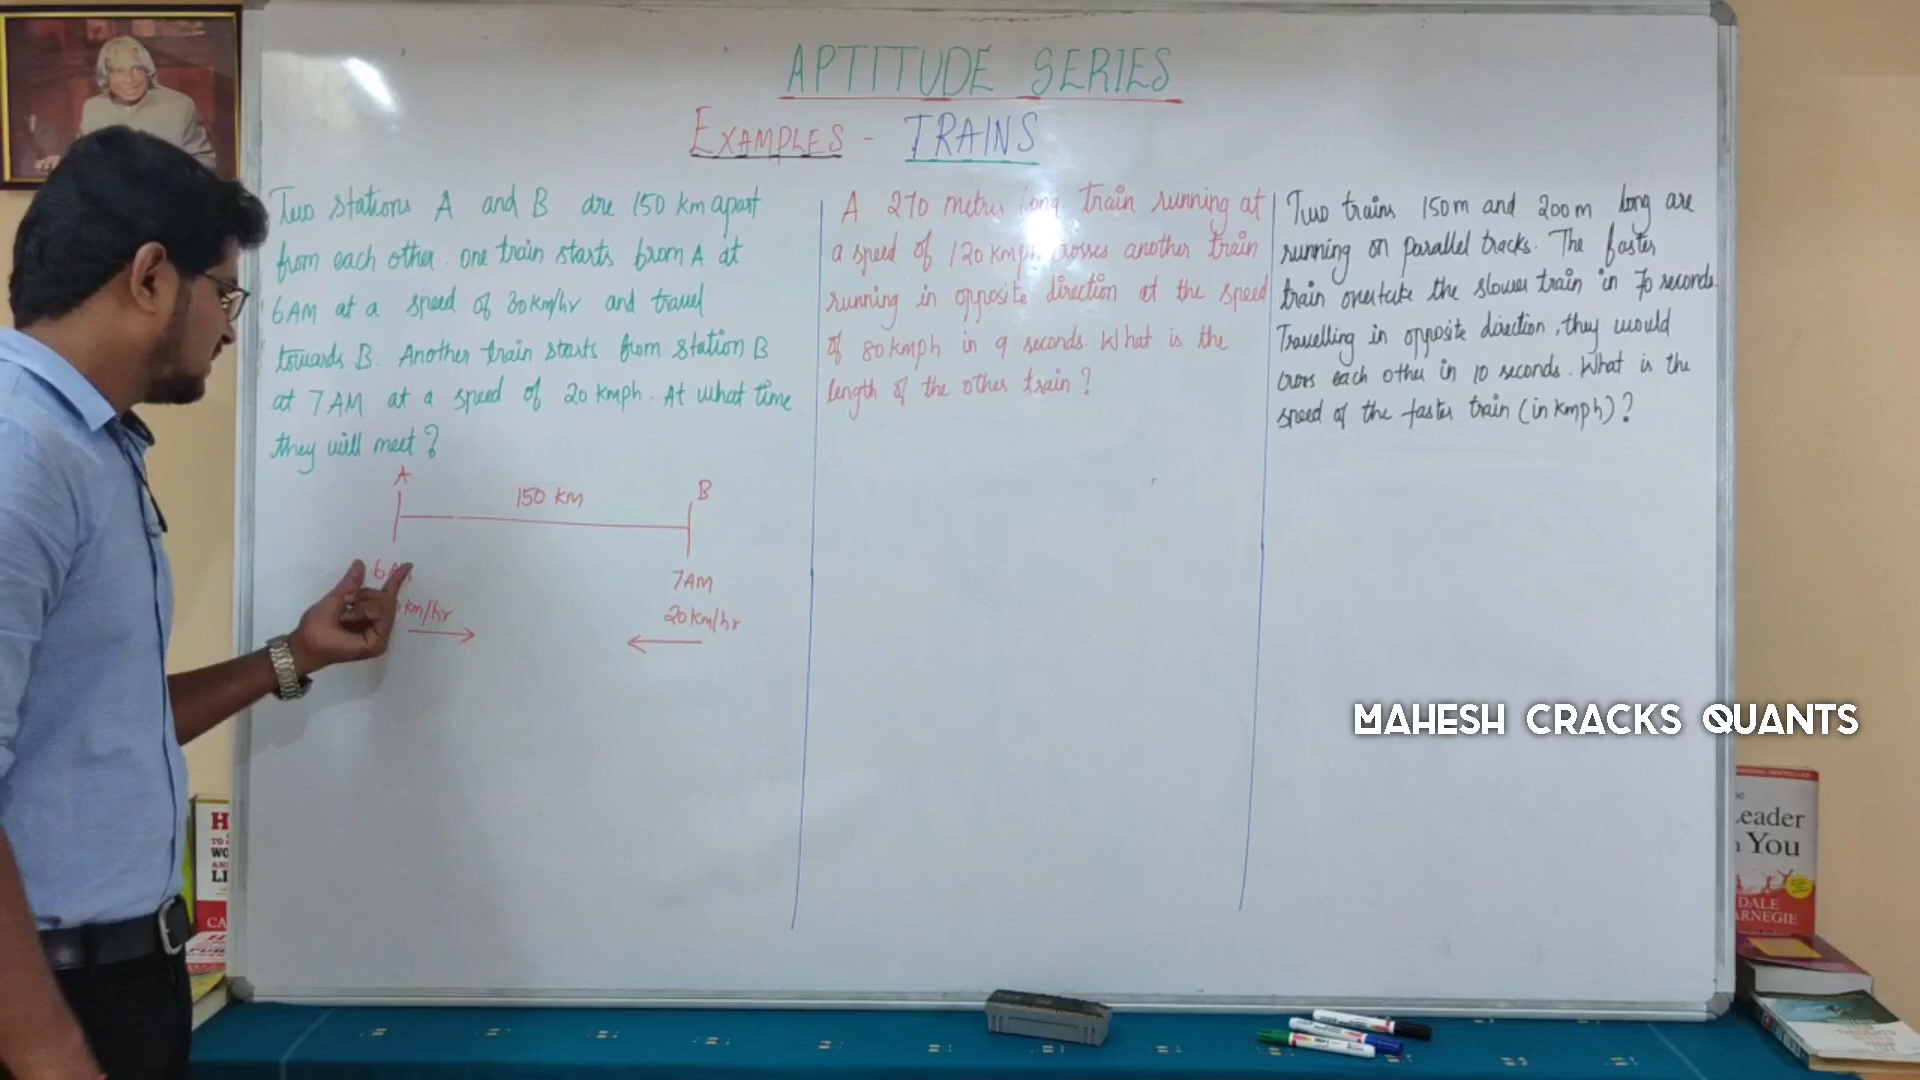 APTITUDE SERIES
EXAMPLES - TRAINS
Two stations A and B are 150 km apart
from each other. one train starts from A at
6AM at a speed of 30km/hr and travel
towards B. Another train starts from station B
at 7AM at a speed of 20 kmph. At what time
they will meet?
A
150 km
B
6AM
7AM
km/hr
20km/hr
A 270 metres long train running at
a speed of 120 kmph crosses another train
running in opposite direction at the speed
of 80kmph in 9 seconds. What is the
length of the other train?
Two trains 150m and 200m long are
running on parallel tracks. The faster
train overtake the slower train in 70 seconds.
Travelling in opposite direction, they would
cross each other in 10 seconds. What is the
speed of the faster train (in kmph)?
MAHESH CRACKS QUANTS
Leader
You
DALE
CARNEGIE